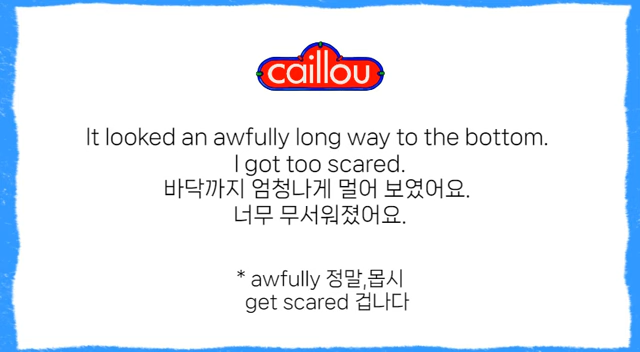 caillou
It looked an awfully long way to the bottom.
I got too scared.
바닥까지 엄청나게 멀어 보였어요.
너무 무서워졌어요.
* awfully 정말,몹시
get scared 겁나다